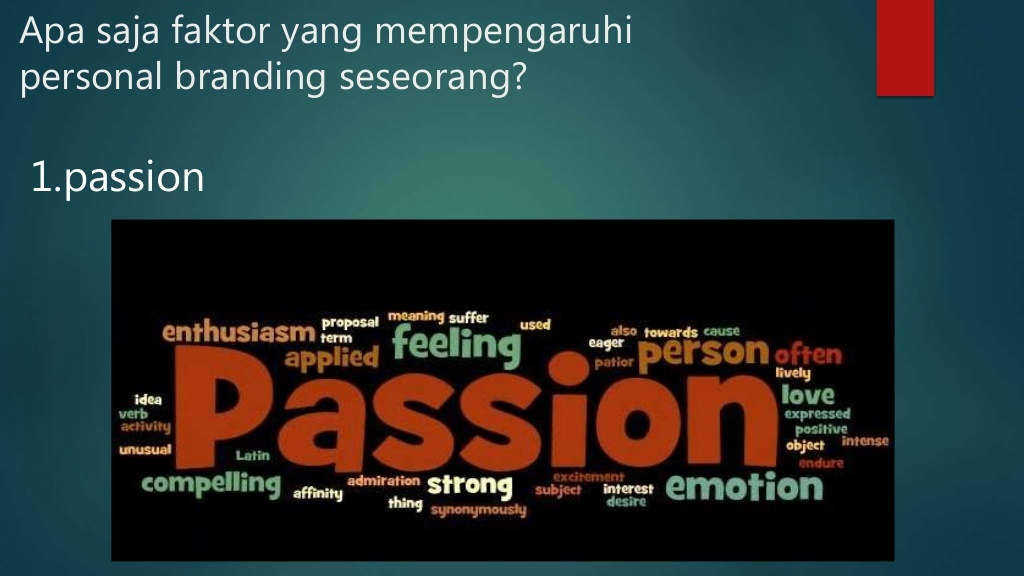 Apa saja faktor yang mempengaruhi
personal branding seseorang?
1.passion
enthusiasm proposal meaning suffer used
term applied feeling
also towards cause
eager patior person often
lively
Passion
idea
verb
activity
unusual
Latin
love
expressed
positive
object intense
endure
compelling affinity admiration strong
thing synonymously
excitement
subject interest emotion
desire